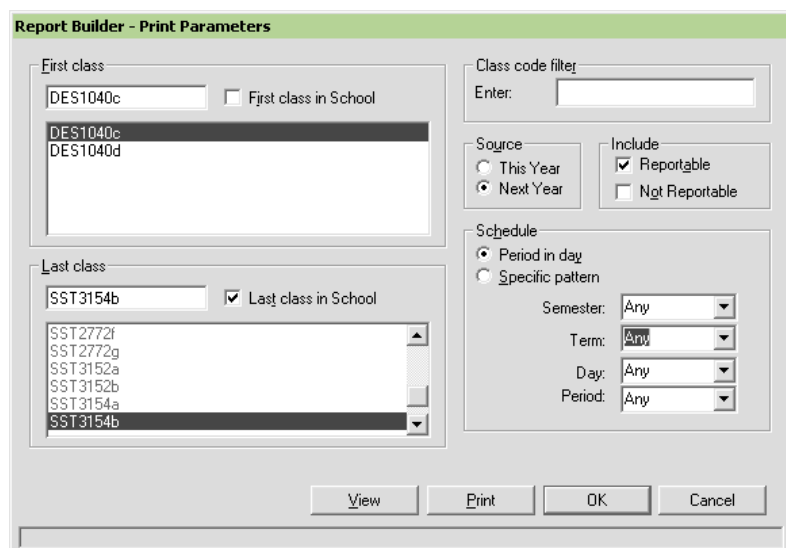 Report Builder - Print Parameters
First class
DES1040c
First class in School
DES1040c
DES1040d
Last class
SST3154b
Last class in School
SST2772f
SST2772g
SST3152a
SST3152b
SST3154a
SST3154b
Class code filter
Enter:
Source
This Year
Next Year
Include
Reportable
Not Reportable
Schedule
Period in day
Specific pattern
Semester: Any
Term: Any
Day: Any
Period: Any
View Print OK Cancel